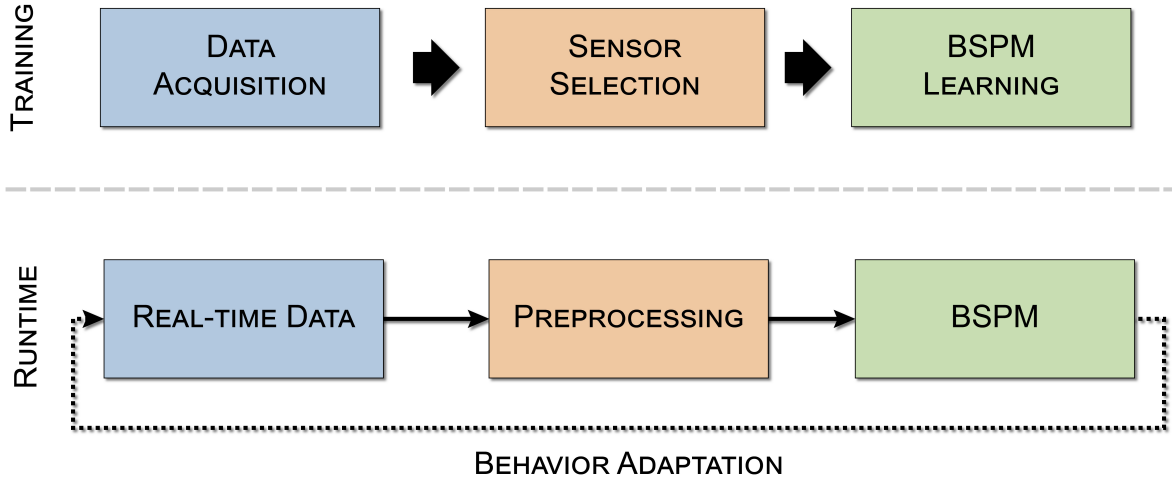 TRAINING
DATA
ACQUISITION
SENSOR
SELECTION
BSPM
LEARNING
RUNTIME
REAL-TIME DATA
PREPROCESSING
BSPM
BEHAVIOR ADAPTATION